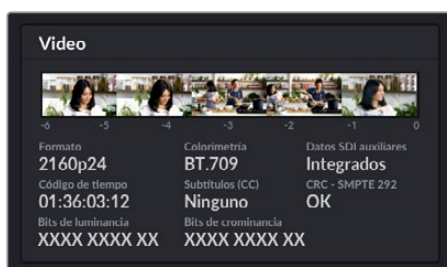 Video
-6 -5 -4 -3 -2 -1 0
Formato Colorimetría Datos SDI auxiliares
2160p24 BT.709 Integrados
Código de tiempo Subtítulos (CC) CRC - SMPTE 292
01:36:03:12 Ninguno OK
Bits de luminancia Bits de crominancia
XXXX XXXX XX XXXX XXXX XX